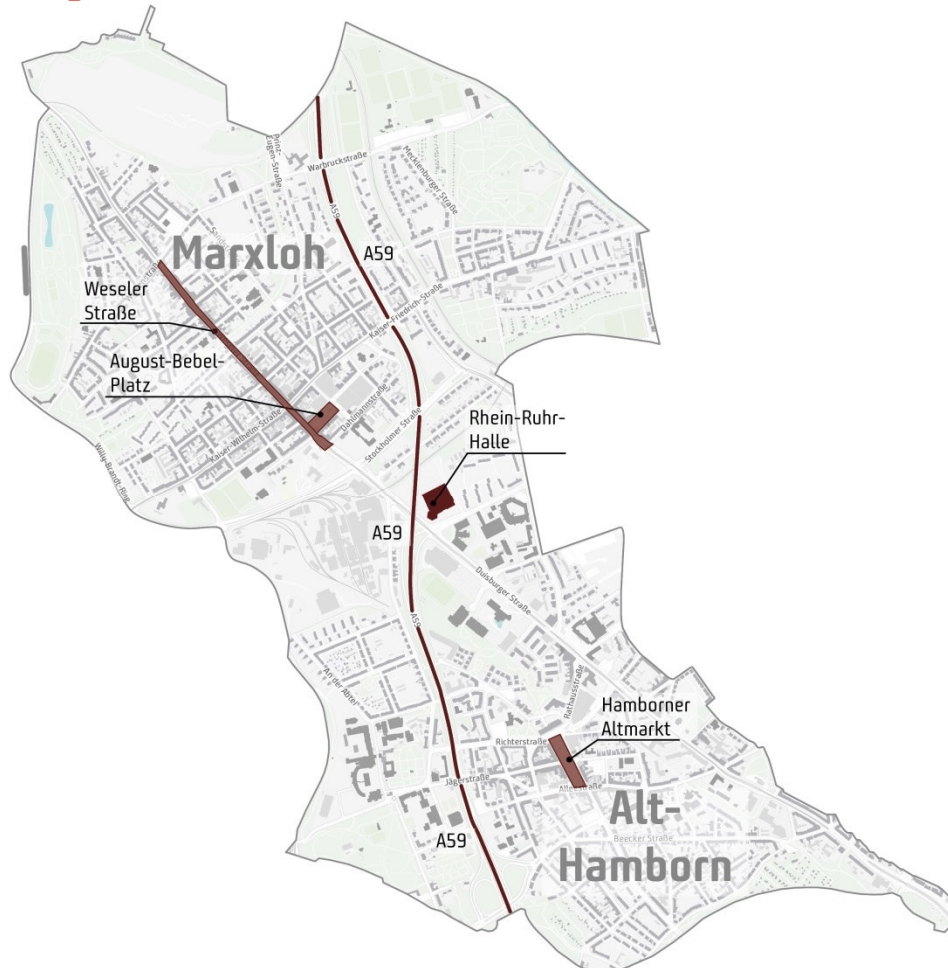 Prinz-
Eugen-Straße
Warbruckstraße
Mecklenburger Straße
A59
A59
Marxloh
Weseler
Straße
Kaiser-Friedrich-Straße
August-Bebel-
Platz
Dahlmannstraße
Kaiser-Wilhelm-Straße
Stockholmer Straße
Rhein-Ruhr-
Halle
Willy-Brandt-Ring
A59
Duisburger Straße
A59
An der Abtei
Rathausstraße
Hamborner
Altmarkt
Richterstraße
Jägerstraße
Alt-
Hamborn
Beecker Straße
A59